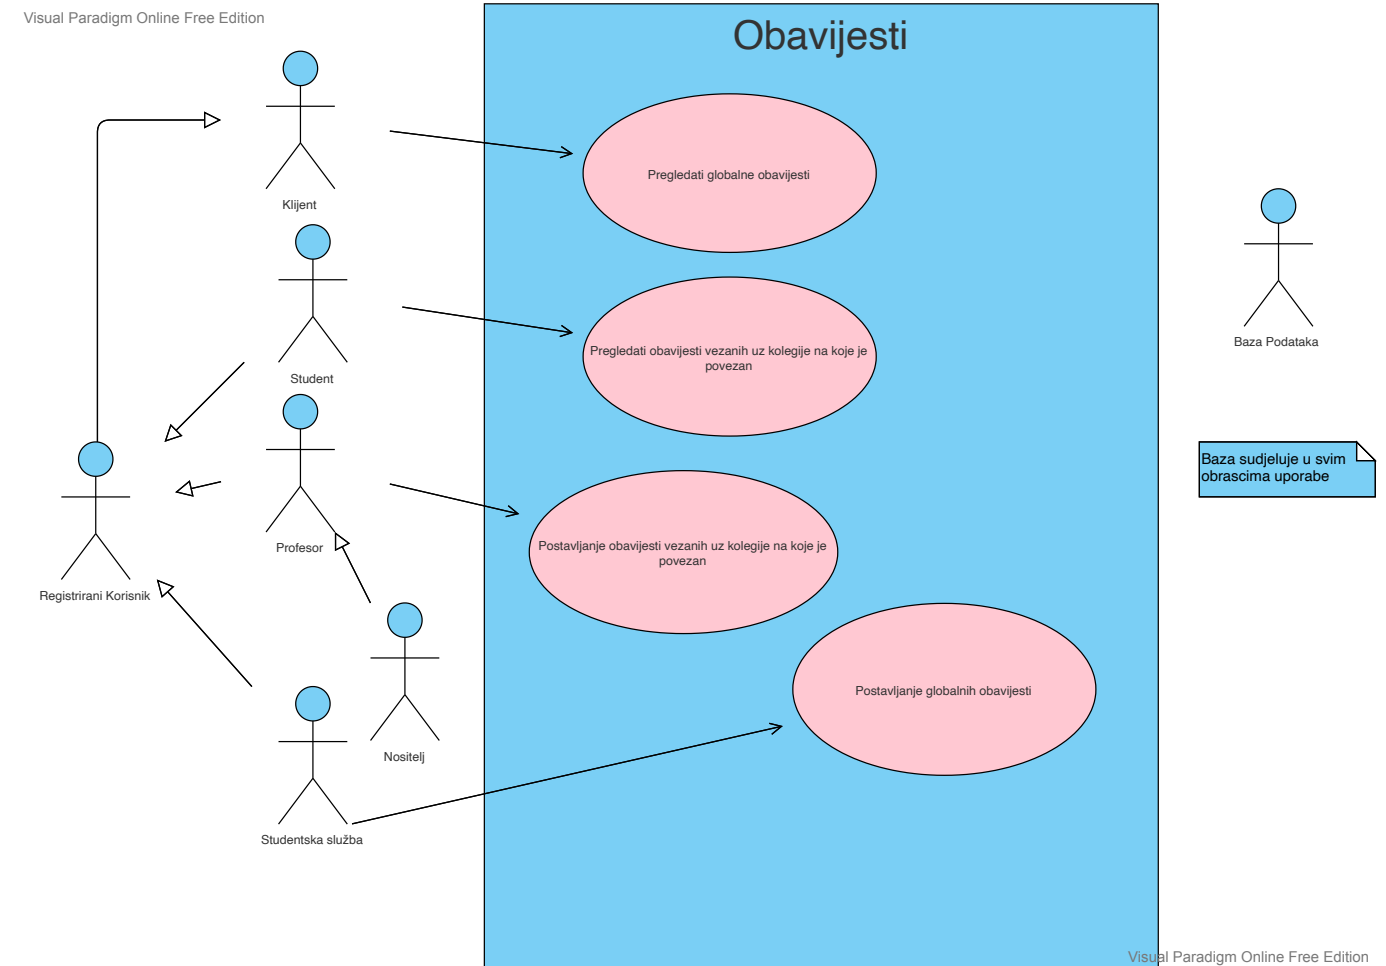 Visual Paradigm Online Free Edition
Obavijesti
Klijent
Pregledati globalne obavijesti
Student
Pregledati obavijesti vezanih uz kolegije na koje je
povezan
Baza Podataka
Baza sudjeluje u svim
obrascima uporabe
Profesor
Postavljanje obavijesti vezanih uz kolegije na koje je
povezan
Registrirani Korisnik
Postavljanje globalnih obavijesti
Nositelj
Studentska služba
Visual Paradigm Online Free Edition